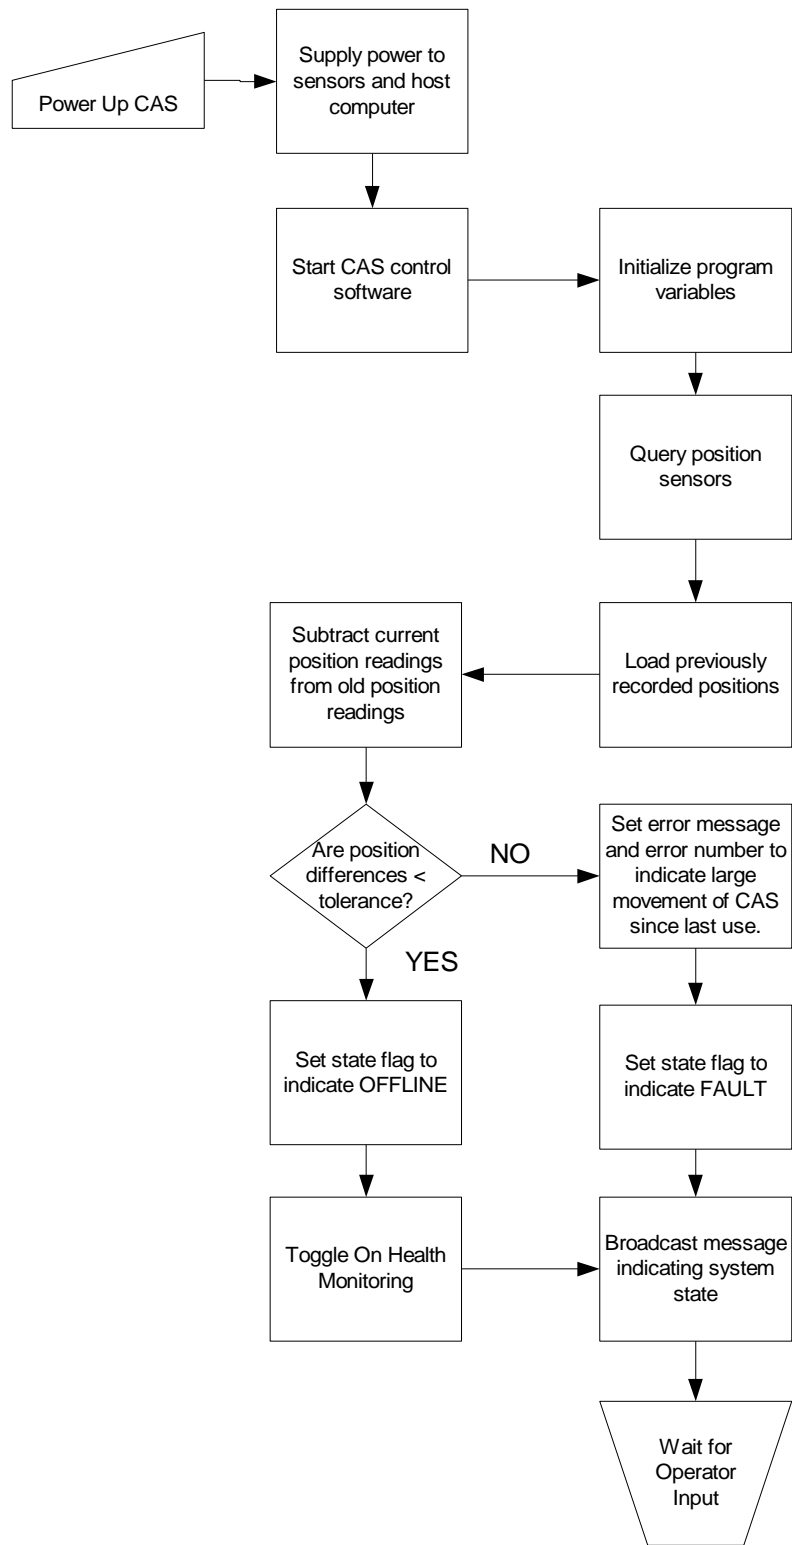 Power Up CAS
Supply power to
sensors and host
computer
Start CAS control
software
Initialize program
variables
Query position
sensors
Load previously
recorded positions
Subtract current
position readings
from old position
readings
Are position
differences <
tolerance?
NO
YES
Set error message
and error number to
indicate large
movement of CAS
since last use.
Set state flag to
indicate OFFLINE
Set state flag to
indicate FAULT
Toggle On Health
Monitoring
Broadcast message
indicating system
state
Wait for
Operator
Input